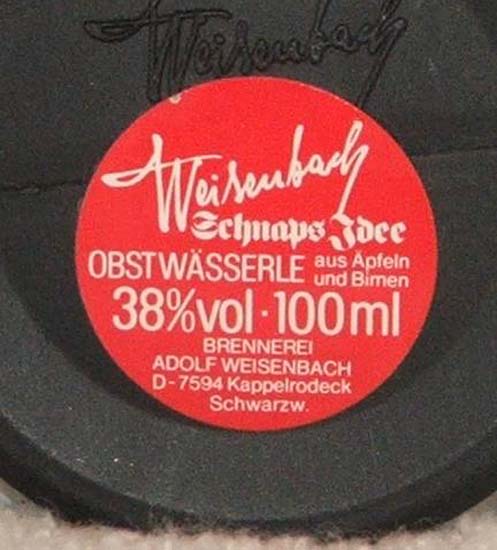 Weisenbach
Weisenbach
Schnaps Idee
OBSTWÄSSERLE aus Äpfeln
und Birnen
38%vol · 100ml
BRENNEREI
ADOLF WEISENBACH
D-7594 Kappelrodeck
Schwarzw.